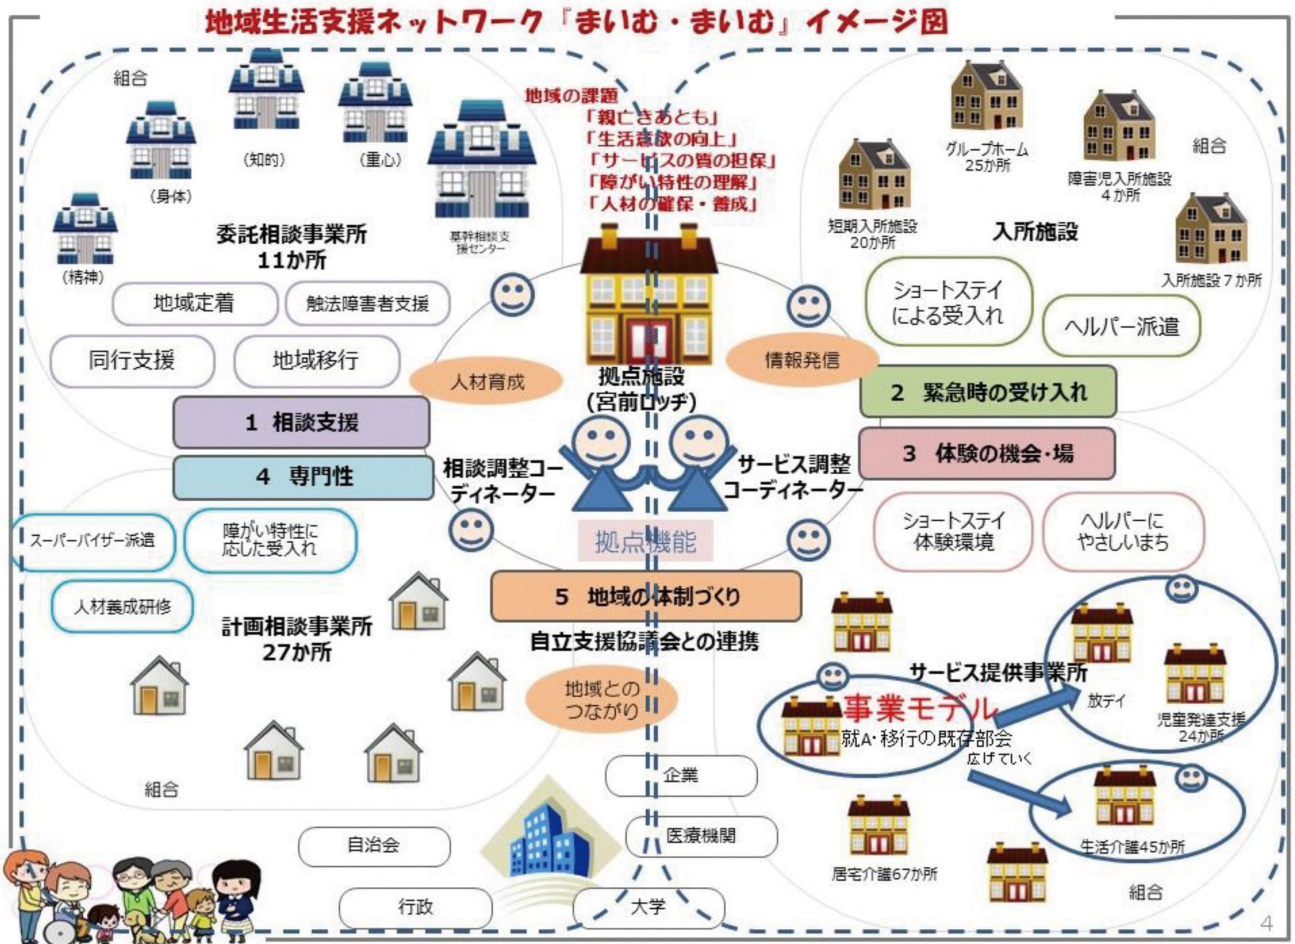 地域生活支援ネットワーク『まいむ・まいむ』イメージ図
組合
(知的)
(重心)
(身体)
(精神)
基幹相談支
援センター
委託相談事業所
11か所
地域定着
触法障害者支援
同行支援
地域移行
1 相談支援
4 専門性
スーパーバイザー派遣
障がい特性に
応じた受入れ
人材養成研修
計画相談事業所
27か所
組合
地域の課題
「親亡きあとも」
「生活意欲の向上」
「サービスの質の担保」
「障がい特性の理解」
「人材の確保・養成」
人材育成
情報発信
拠点施設
(宮前ロッヂ)
相談調整コー
ディネーター
サービス調整
コーディネーター
拠点機能
5 地域の体制づくり
自立支援協議会との連携
地域との
つながり
企業
医療機関
自治会
行政
大学
グループホーム
25か所
障害児入所施設
4か所
組合
短期入所施設
20か所
入所施設
入所施設7か所
ショートステイ
による受入れ
ヘルパー派遣
2 緊急時の受け入れ
3 体験の機会・場
ショートステイ
体験環境
ヘルパーに
やさしいまち
サービス提供事業所
事業モデル
就A・移行の既存部会
広げていく
放デイ
児童発達支援
24か所
生活介護45か所
居宅介護67か所
組合
4